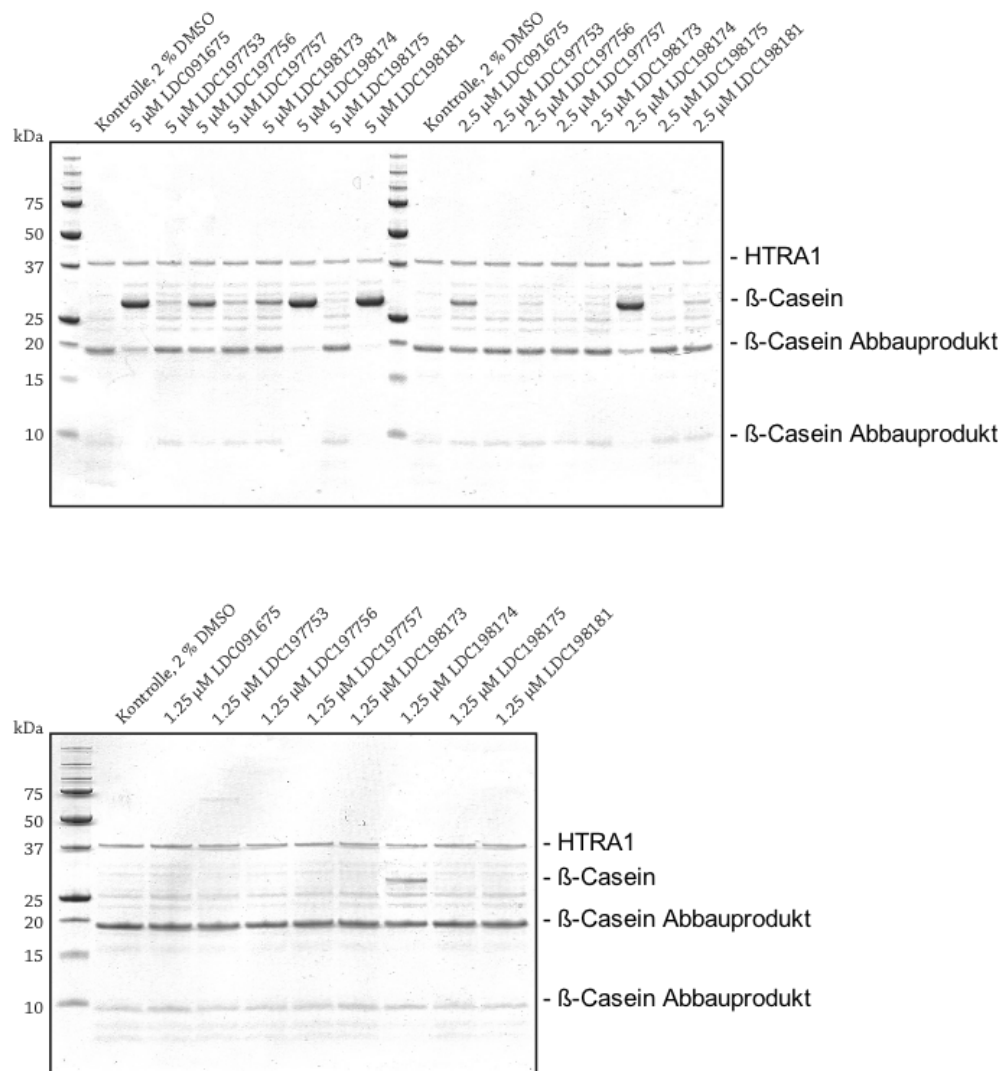 Kontrolle, 2 % DMSO
5 µM LDC091675
5 µM LDC197753
5 µM LDC197756
5 µM LDC197757
5 µM LDC198173
5 µM LDC198174
5 µM LDC198175
5 µM LDC198181
Kontrolle, 2 % DMSO
2.5 µM LDC091675
2.5 µM LDC197753
2.5 µM LDC197756
2.5 µM LDC197757
2.5 µM LDC198173
2.5 µM LDC198174
2.5 µM LDC198175
2.5 µM LDC198181
kDa
75
50
37
25
20
15
10
- HTRA1
- ß-Casein
- ß-Casein Abbauprodukt
- ß-Casein Abbauprodukt
Kontrolle, 2 % DMSO
1.25 µM LDC091675
1.25 µM LDC197753
1.25 µM LDC197756
1.25 µM LDC197757
1.25 µM LDC198173
1.25 µM LDC198174
1.25 µM LDC198175
1.25 µM LDC198181
kDa
75
50
37
25
20
15
10
- HTRA1
- ß-Casein
- ß-Casein Abbauprodukt
- ß-Casein Abbauprodukt